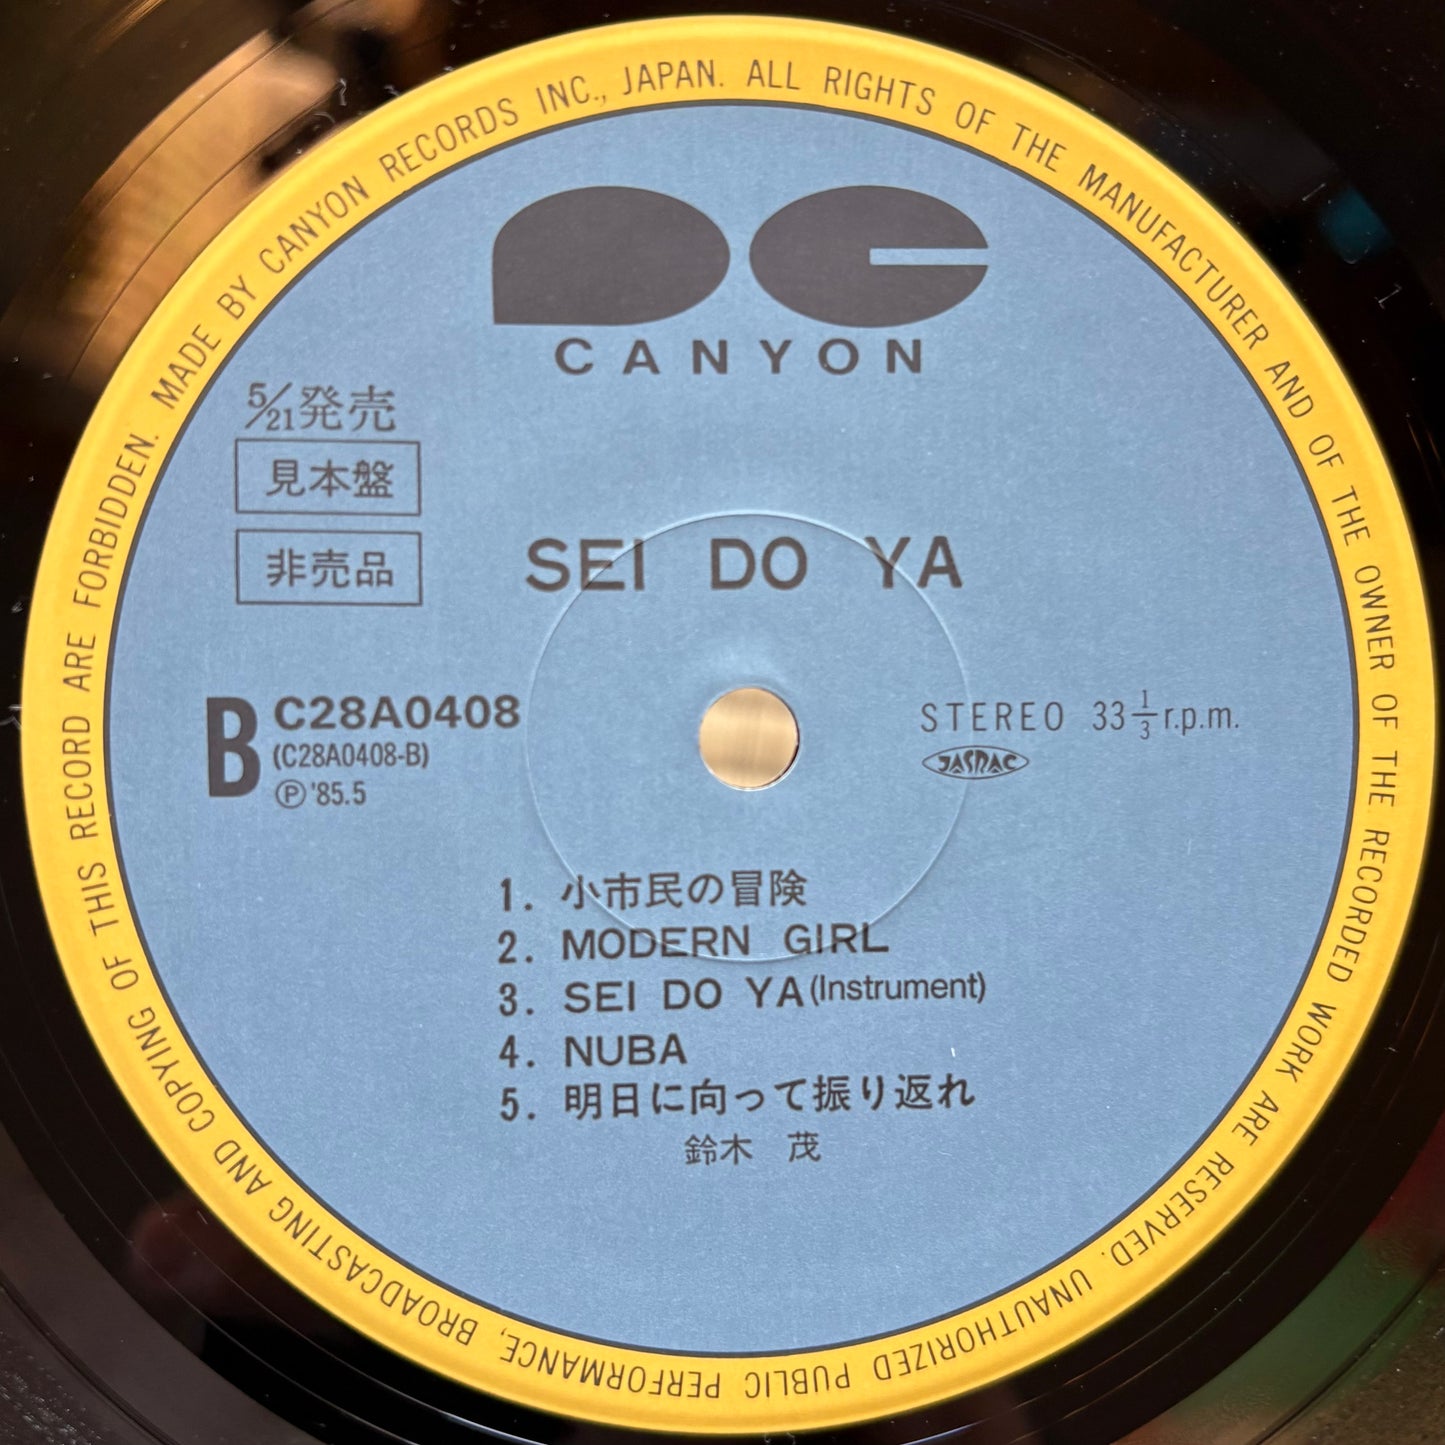 MADE BY CANYON RECORDS INC., JAPAN. ALL RIGHTS OF THE MANUFACTURER AND OF THE OWNER OF THE RECORDED WORK ARE RESERVED. UNAUTHORIZED PUBLIC PERFORMANCE, BROADCASTING AND COPYING OF THIS RECORD ARE FORBIDDEN.
CANYON
5/21発売
見本盤
非売品
SEI DO YA
B C28A0408
(C28A0408-B)
Ⓟ '85.5
STEREO 33 1/3 r.p.m.
JASRAC
1. 小市民の冒険
2. MODERN GIRL
3. SEI DO YA (Instrument)
4. NUBA
5. 明日に向って振り返れ
鈴木 茂